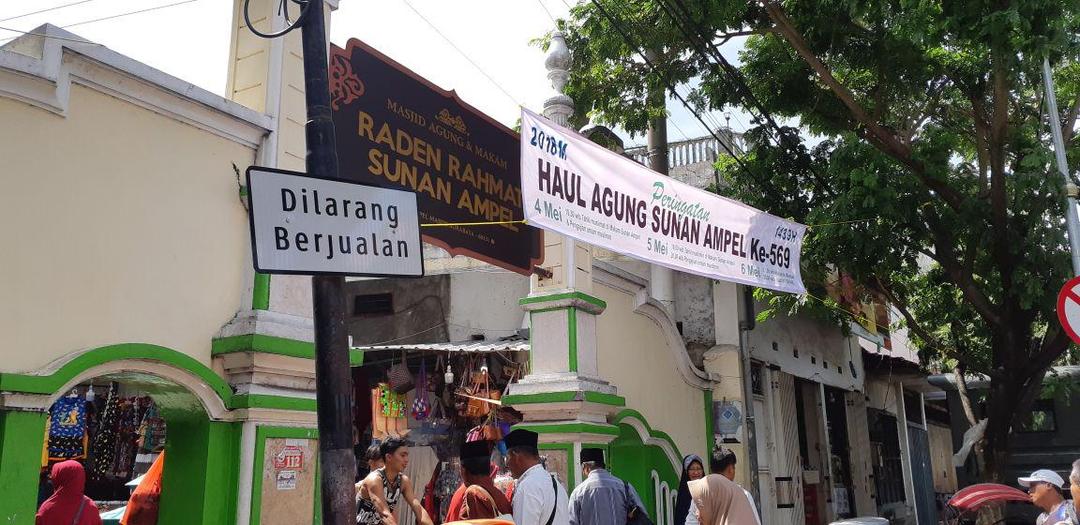 MASJID AGUNG & MAKAM
RADEN RAHMAT
SUNAN AMPEL
Dilarang
Berjualan
2018M
Peringatan
HAUL AGUNG SUNAN AMPEL Ke-569
1439H
4 Mei
5 Mei
6 Mei
112